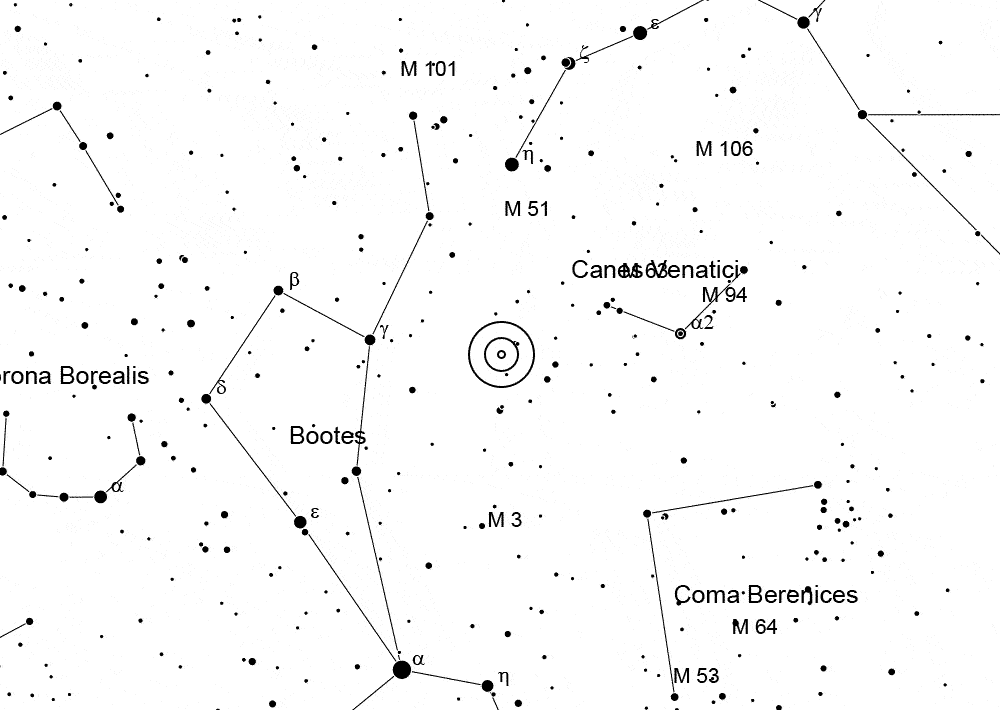 γ
ε
ζ
M 101
M 106
η
M 51
Canes Venatici
M 63
β
M 94
α2
γ
orona Borealis
δ
Bootes
α
ε
M 3
Coma Berenices
M 64
α
M 53
η